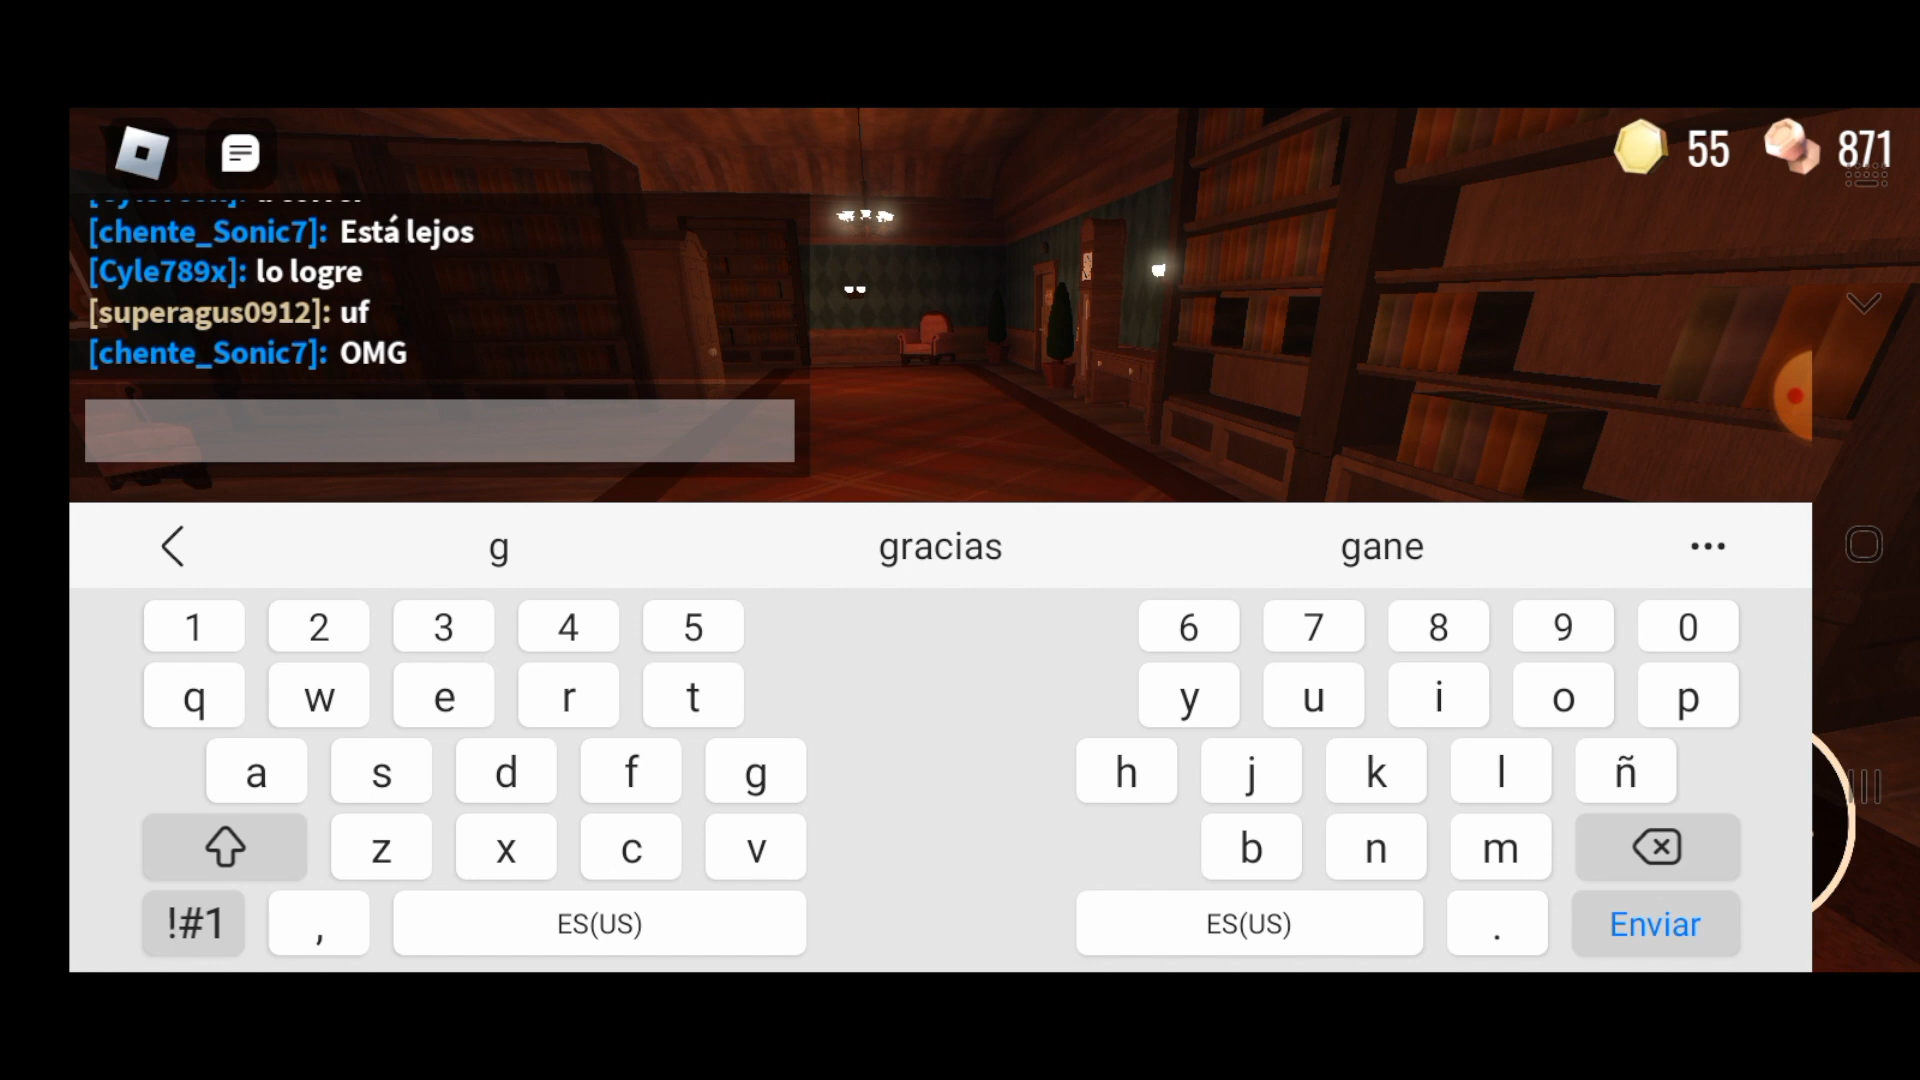 55 871
[chente_Sonic7]: Está lejos
[Cyle789x]: lo logre
[superagus0912]: uf
[chente_Sonic7]: OMG
g gracias gane
1 2 3 4 5 6 7 8 9 0
q w e r t y u i o p
a s d f g h j k l ñ
z x c v b n m
!#1 , ES(US) ES(US) . Enviar